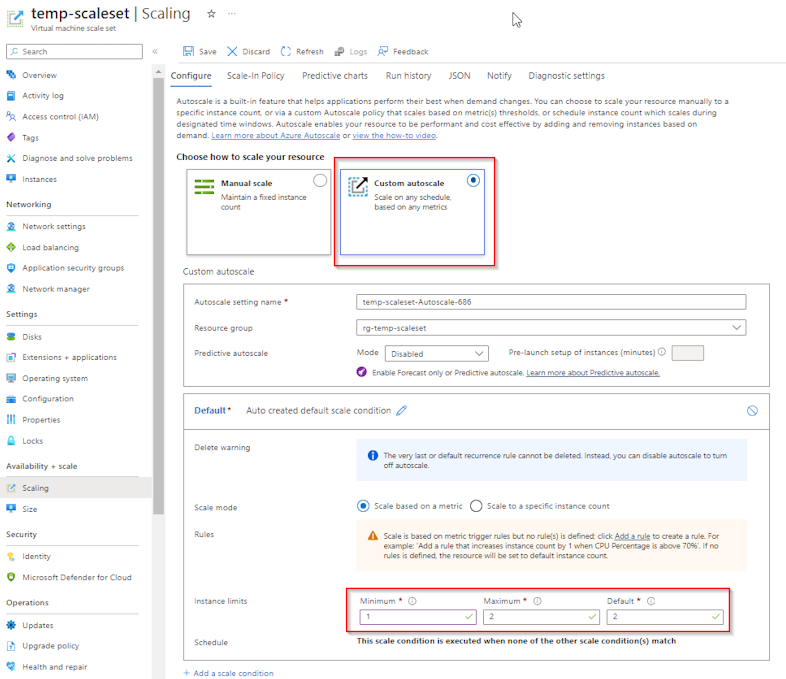 temp-scaleset | Scaling ☆ ···
Virtual machine scale set
Search «
Overview
Activity log
Access control (IAM)
Tags
Diagnose and solve problems
Instances
Networking
Network settings
Load balancing
Application security groups
Network manager
Settings
Disks
Extensions + applications
Operating system
Configuration
Properties
Locks
Availability + scale
Scaling
Size
Security
Identity
Microsoft Defender for Cloud
Operations
Updates
Upgrade policy
Health and repair
Save Discard Refresh Logs Feedback
Configure Scale-In Policy Predictive charts Run history JSON Notify Diagnostic settings
Autoscale is a built-in feature that helps applications perform their best when demand changes. You can choose to scale your resource manually to a
specific instance count, or via a custom Autoscale policy that scales based on metric(s) thresholds, or schedule instance count which scales during
designated time windows. Autoscale enables your resource to be performant and cost effective by adding and removing instances based on
demand. Learn more about Azure Autoscale or view the how-to video.
Choose how to scale your resource
Manual scale
Maintain a fixed instance
count
Custom autoscale
Scale on any schedule,
based on any metrics
Custom autoscale
Autoscale setting name * temp-scaleset-Autoscale-686
Resource group rg-temp-scaleset
Predictive autoscale Mode Disabled Pre-launch setup of instances (minutes)
Enable Forecast only or Predictive autoscale. Learn more about Predictive autoscale.
Default* Auto created default scale condition
Delete warning
The very last or default recurrence rule cannot be deleted. Instead, you can disable autoscale to turn
off autoscale.
Scale mode Scale based on a metric Scale to a specific instance count
Rules
Scale is based on metric trigger rules but no rule(s) is defined; click Add a rule to create a rule. For
example: 'Add a rule that increases instance count by 1 when CPU Percentage is above 70%'. If no
rules is defined, the resource will be set to default instance count.
Instance limits Minimum * Maximum * Default *
1 2 2
Schedule This scale condition is executed when none of the other scale condition(s) match
+ Add a scale condition